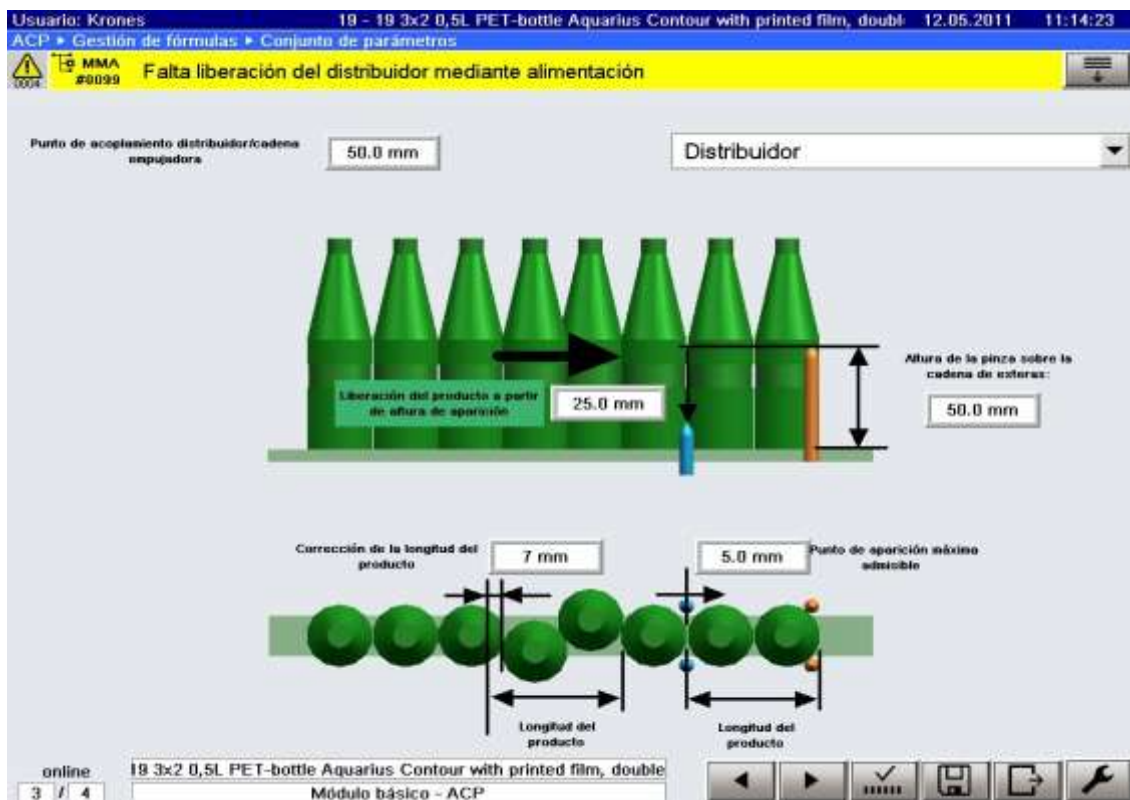 Usuario: Krones 19 - 19 3x2 0,5L PET-bottle Aquarius Contour with printed film, doubl 12.05.2011 11:14:23
ACP ▸ Gestión de fórmulas ▸ Conjunto de parámetros
0004 MMA #0099 Falta liberación del distribuidor mediante alimentación
Punto de acoplamiento distribuidor/cadena
empujadora
50.0 mm
Distribuidor
Liberación del producto a partir
de altura de aparición
25.0 mm
Altura de la pinza sobre la
cadena de esteras:
50.0 mm
Corrección de la longitud del
producto
7 mm
5.0 mm
Punto de aparición máximo
admisible
Longitud del
producto
Longitud del
producto
online
3 / 4
19 3x2 0,5L PET-bottle Aquarius Contour with printed film, double
Módulo básico - ACP